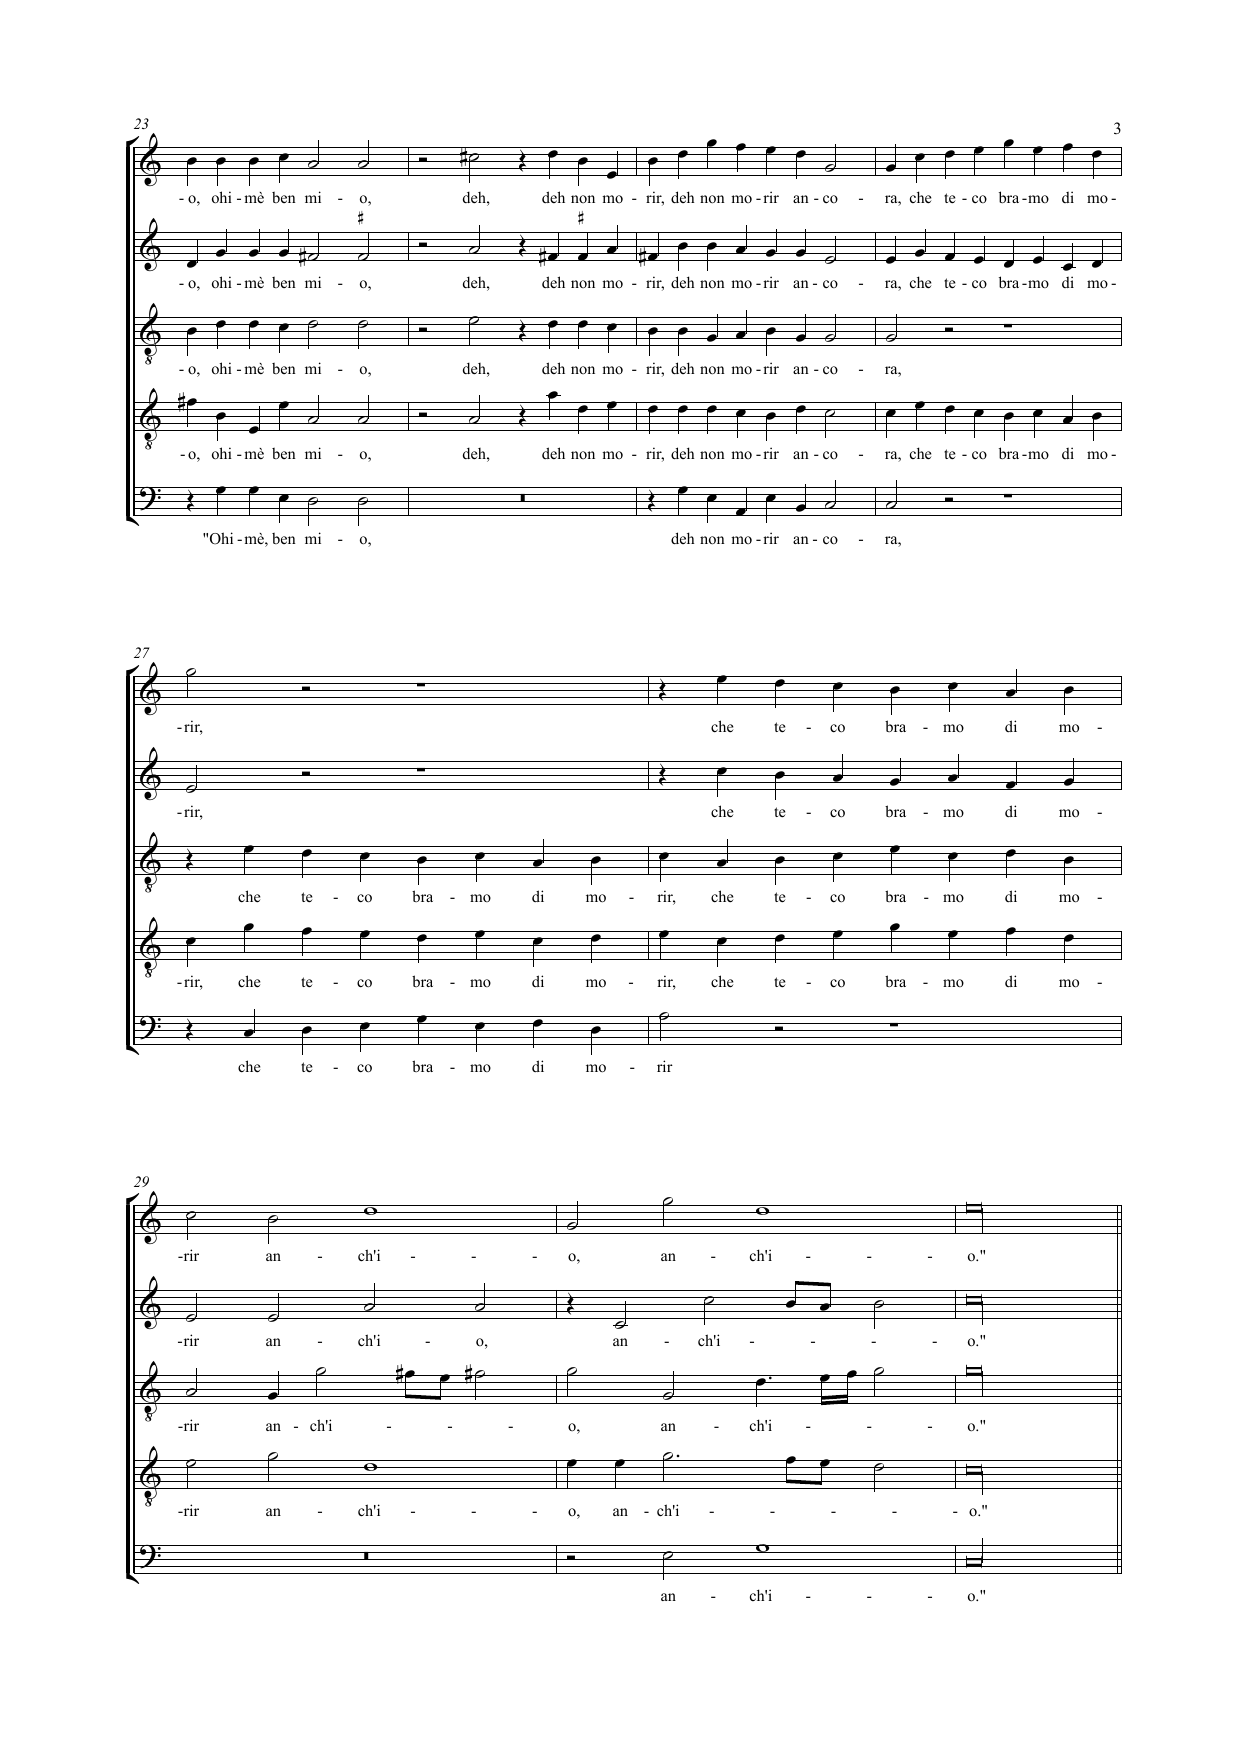 23
3
- o, ohi - mè ben mi - o, deh, deh non mo - rir, deh non mo - rir an - co - ra, che te - co bra - mo di mo -
- o, ohi - mè ben mi - o, deh, deh non mo - rir, deh non mo - rir an - co - ra, che te - co bra - mo di mo -
- o, ohi - mè ben mi - o, deh, deh non mo - rir, deh non mo - rir an - co - ra,
- o, ohi - mè ben mi - o, deh, deh non mo - rir, deh non mo - rir an - co - ra, che te - co bra - mo di mo -
"Ohi - mè, ben mi - o, deh non mo - rir an - co - ra,
27
- rir, che te - co bra - mo di mo -
- rir, che te - co bra - mo di mo -
che te - co bra - mo di mo - rir, che te - co bra - mo di mo -
- rir, che te - co bra - mo di mo - rir, che te - co bra - mo di mo -
che te - co bra - mo di mo - rir
29
- rir an - ch'i - - - o, an - ch'i - - - o."
- rir an - ch'i - o, an - ch'i - - - - o."
- rir an - ch'i - - - o, an - ch'i - - - o."
- rir an - ch'i - - - o, an - ch'i - - - - - o."
an - ch'i - - - o."